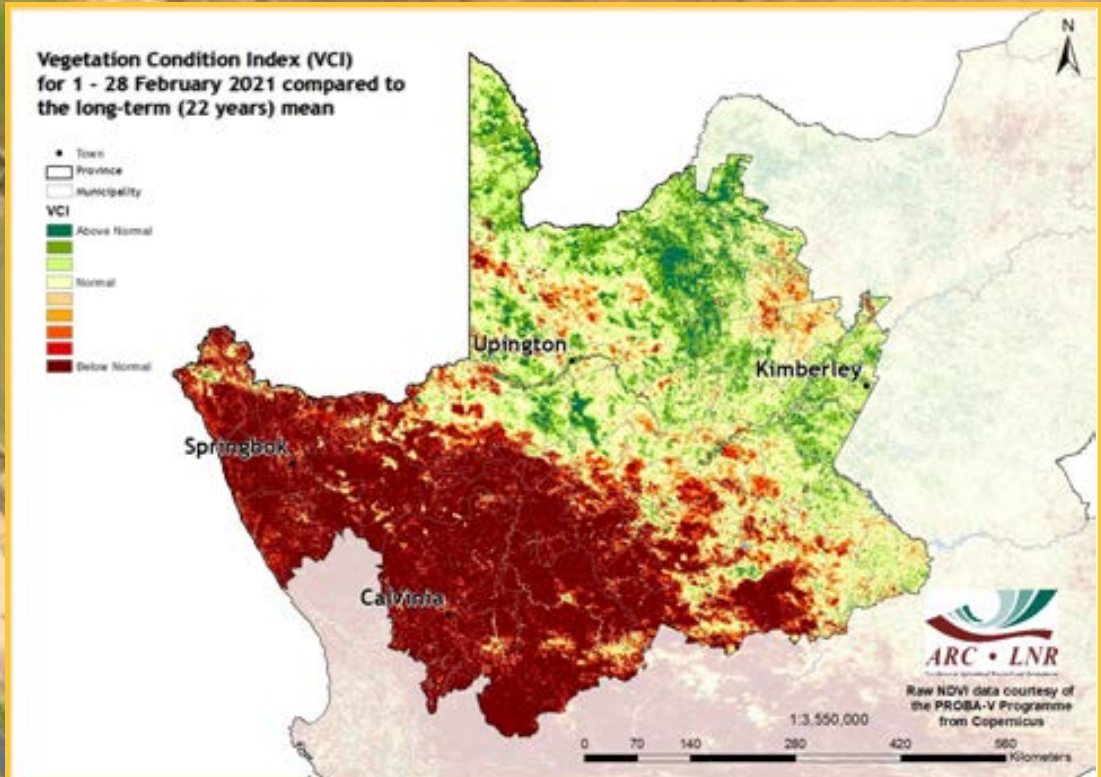 Vegetation Condition Index (VCI)
for 1 - 28 February 2021 compared to
the long-term (22 years) mean
N
Town
Province
Municipality
VCI
Above Normal
Normal
Below Normal
Upington
Kimberley
Springbok
Calvinia
ARC • LNR
Raw NDVI data courtesy of
the PROBA-V Programme
from Copernicus
1:3,550,000
0 70 140 280 420 560
Kilometers